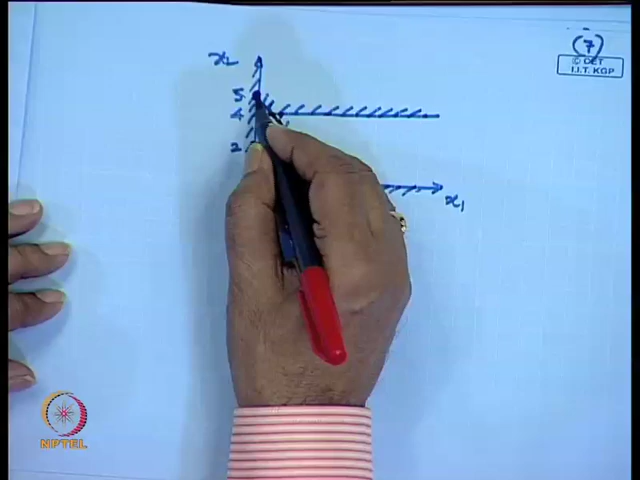 (7)
© CET
I.I.T. KGP
x₂
5
4
2
x₁
NPTEL